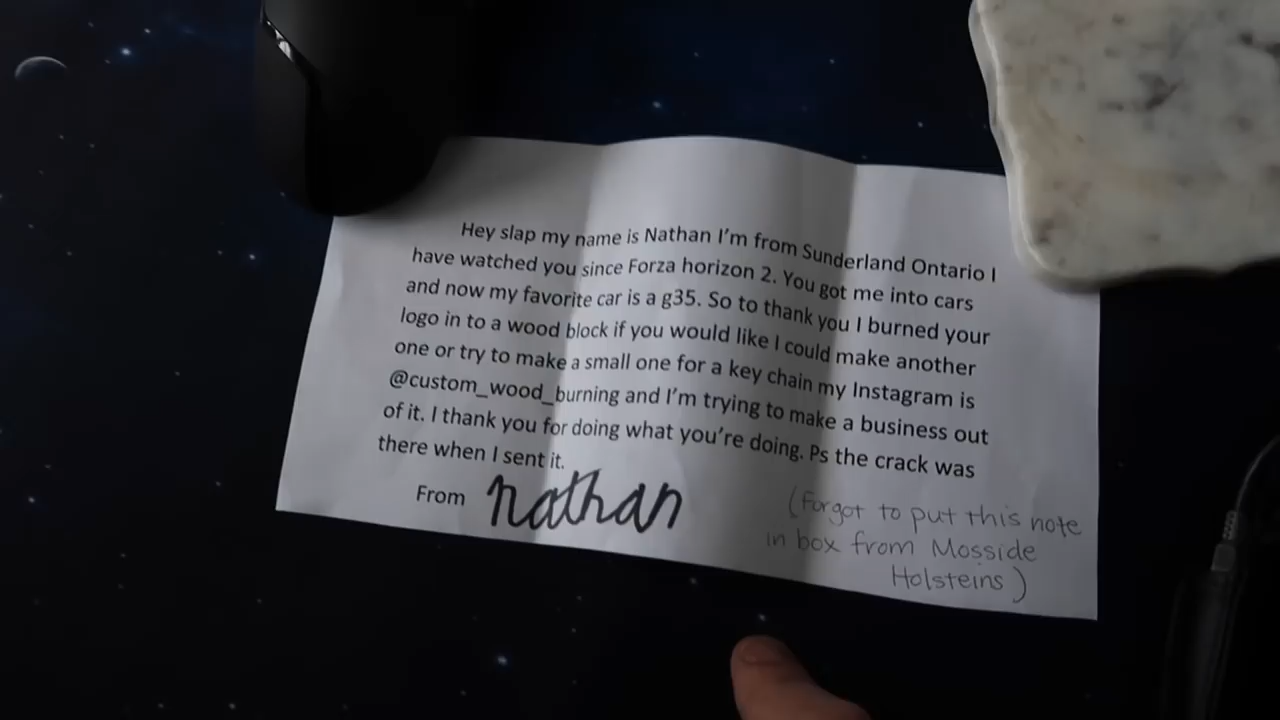 Hey slap my name is Nathan I'm from Sunderland Ontario I
have watched you since Forza horizon 2. You got me into cars
and now my favorite car is a g35. So to thank you I burned your
logo in to a wood block if you would like I could make another
one or try to make a small one for a key chain my Instagram is
@custom_wood_burning and I'm trying to make a business out
of it. I thank you for doing what you're doing. Ps the crack was
there when I sent it.
From nathan
(Forgot to put this note
in box from Mosside
Holsteins)